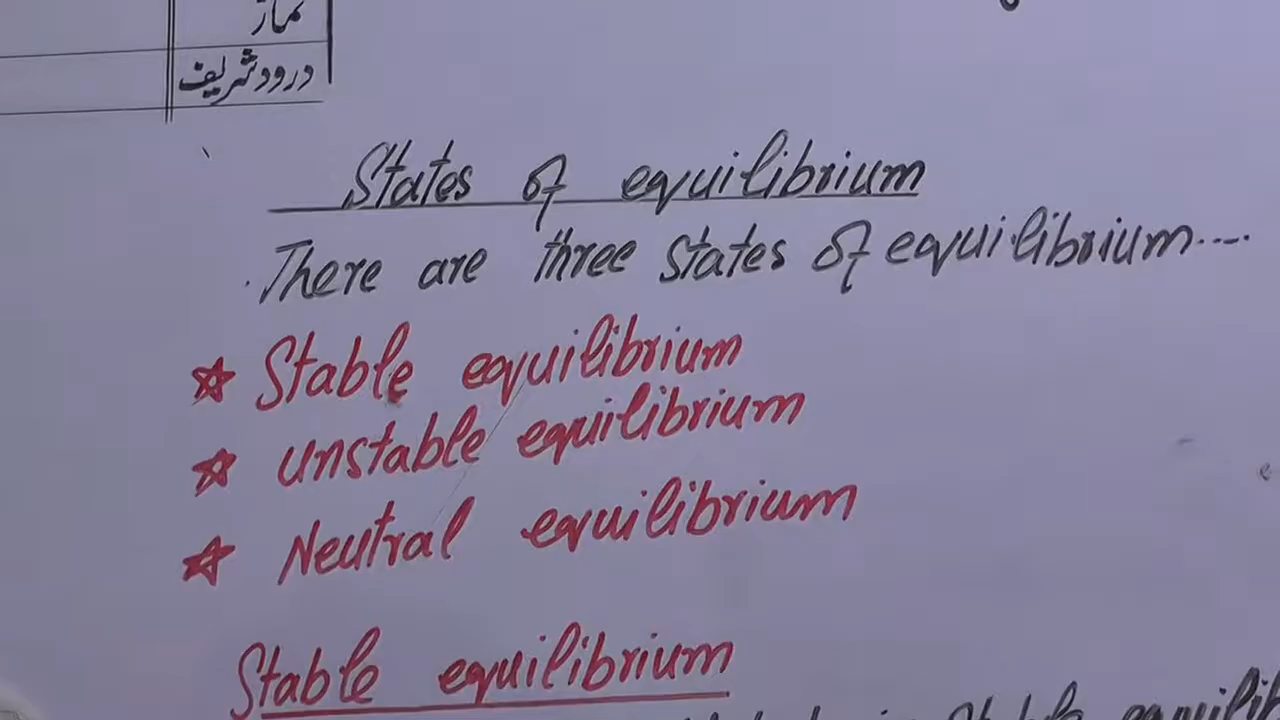 نماز
درود شریف
States of equilibrium
There are three states of equilibrium....
☆ Stable equilibrium
☆ Unstable equilibrium
☆ Neutral equilibrium
Stable equilibrium
Stable